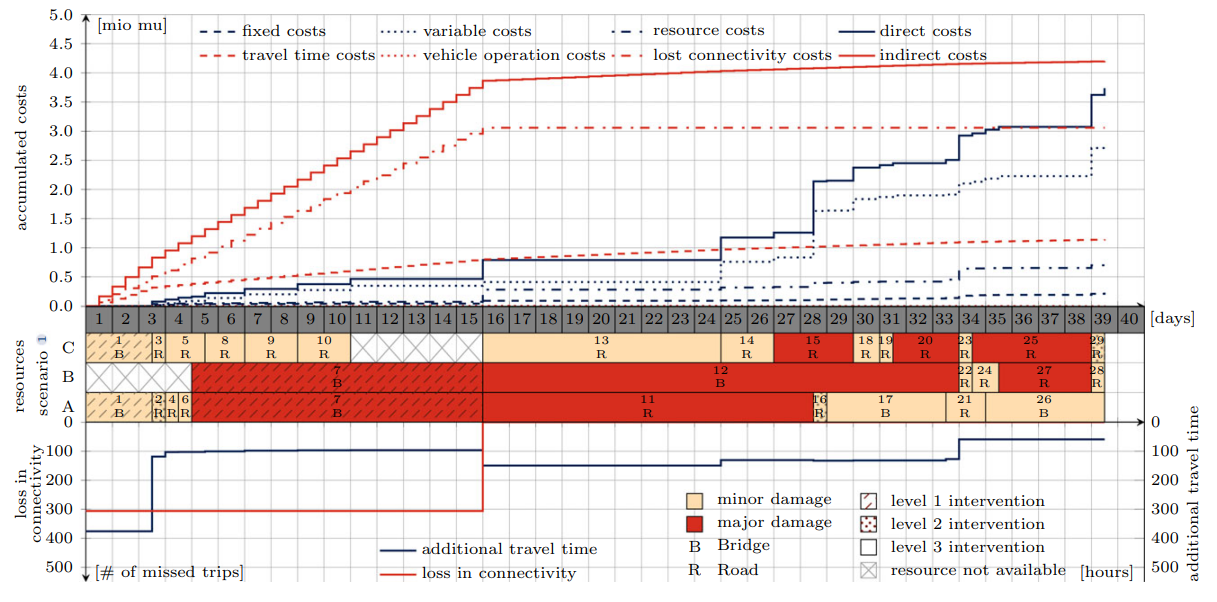 5.0
[mio mu]
fixed costs
variable costs
resource costs
direct costs
travel time costs
vehicle operation costs
lost connectivity costs
indirect costs
4.5
4.0
3.5
3.0
2.5
2.0
1.5
1.0
0.5
0.0
accumulated costs
1 2 3 4 5 6 7 8 9 10 11 12 13 14 15 16 17 18 19 20 21 22 23 24 25 26 27 28 29 30 31 32 33 34 35 36 37 38 39 40 [days]
resources
scenario 1
C
1 3 5 8 9 10 13 14 15 18 19 20 23 25 29
B R R R R R R R R R R R R R R
B
7 12 22 24 27 28
B B R R R R
A
1 2 4 6 7 11 16 17 21 26
B R R R B R R B R B
0
100
200
300
400
500
loss in
connectivity
[# of missed trips]
additional travel time
loss in connectivity
minor damage
major damage
B Bridge
R Road
level 1 intervention
level 2 intervention
level 3 intervention
resource not available
[hours]
0
100
200
300
400
500
additional travel time